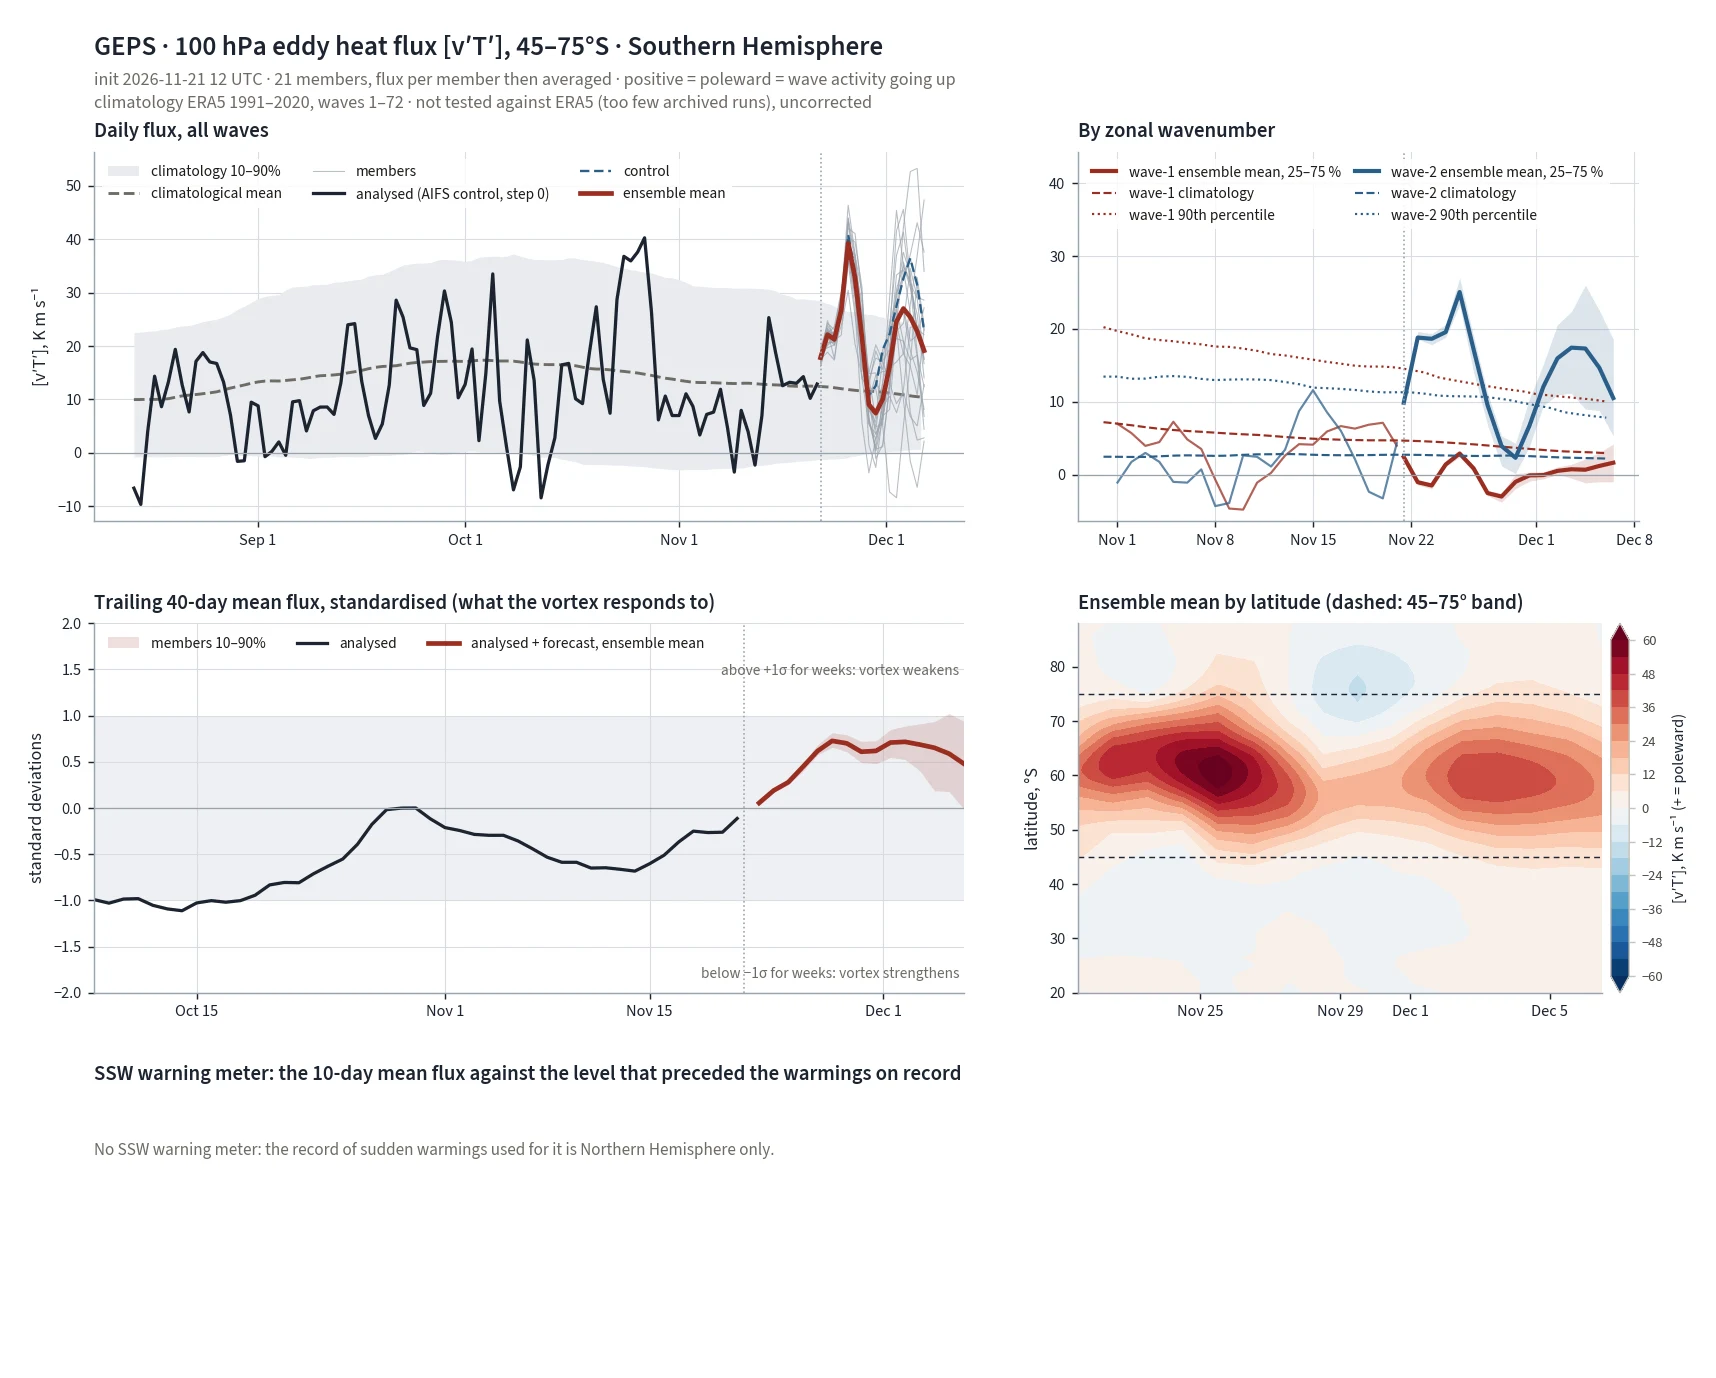 GEPS · 100 hPa eddy heat flux [v′T′], 45–75°S · Southern Hemisphere
init 2026-11-21 12 UTC · 21 members, flux per member then averaged · positive = poleward = wave activity going up
climatology ERA5 1991–2020, waves 1–72 · not tested against ERA5 (too few archived runs), uncorrected
Daily flux, all waves
climatology 10–90%
climatological mean
members
analysed (AIFS control, step 0)
control
ensemble mean
[v′T′], K m s⁻¹
50
40
30
20
10
0
−10
Sep 1
Oct 1
Nov 1
Dec 1
By zonal wavenumber
wave-1 ensemble mean, 25–75 %
wave-1 climatology
wave-1 90th percentile
wave-2 ensemble mean, 25–75 %
wave-2 climatology
wave-2 90th percentile
40
30
20
10
0
Nov 1
Nov 8
Nov 15
Nov 22
Dec 1
Dec 8
Trailing 40-day mean flux, standardised (what the vortex responds to)
members 10–90%
analysed
analysed + forecast, ensemble mean
above +1σ for weeks: vortex weakens
below −1σ for weeks: vortex strengthens
standard deviations
2.0
1.5
1.0
0.5
0.0
−0.5
−1.0
−1.5
−2.0
Oct 15
Nov 1
Nov 15
Dec 1
Ensemble mean by latitude (dashed: 45–75° band)
latitude, °S
80
70
60
50
40
30
20
Nov 25
Nov 29
Dec 1
Dec 5
60
48
36
24
12
0
−12
−24
−36
−48
−60
[v′T′], K m s⁻¹ (+ = poleward)
SSW warning meter: the 10-day mean flux against the level that preceded the warmings on record
No SSW warning meter: the record of sudden warmings used for it is Northern Hemisphere only.